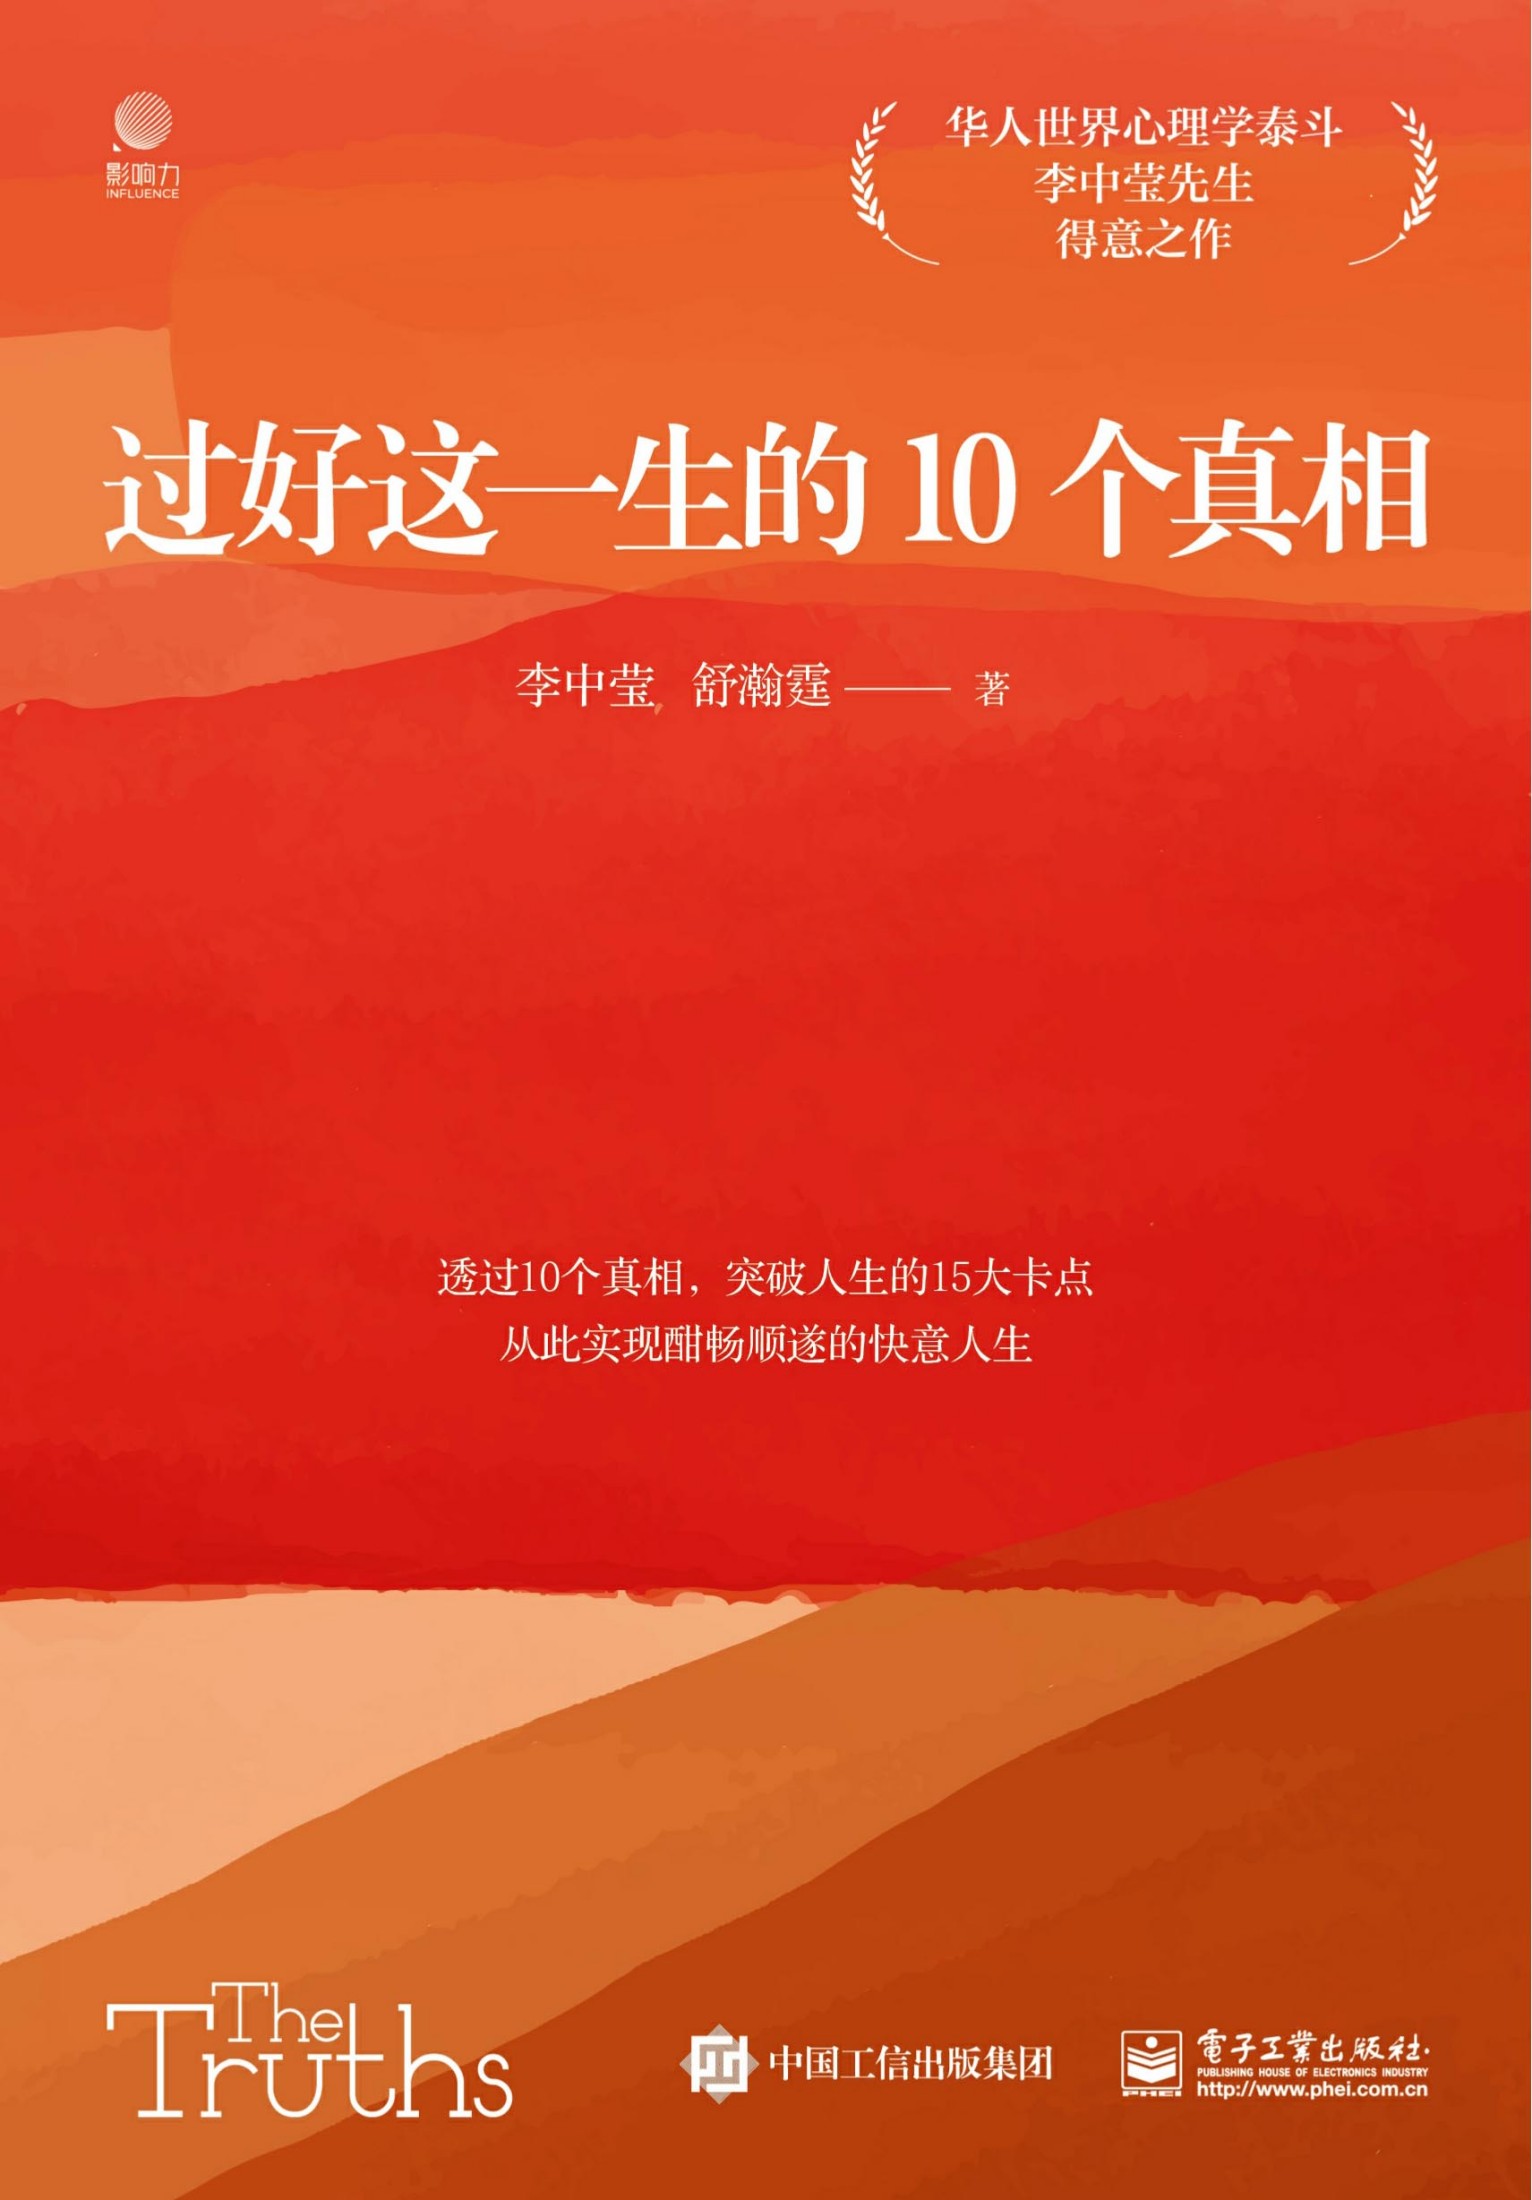 影响力
INFLUENCE
华人世界心理学泰斗
李中莹先生
得意之作
过好这一生的 10 个真相
李中莹 舒瀚霆 —— 著
透过10个真相，突破人生的15大卡点
从此实现酣畅顺遂的快意人生
The
Truths
中国工信出版集团
PHEI
電子工業出版社
PUBLISHING HOUSE OF ELECTRONICS INDUSTRY
http://www.phei.com.cn